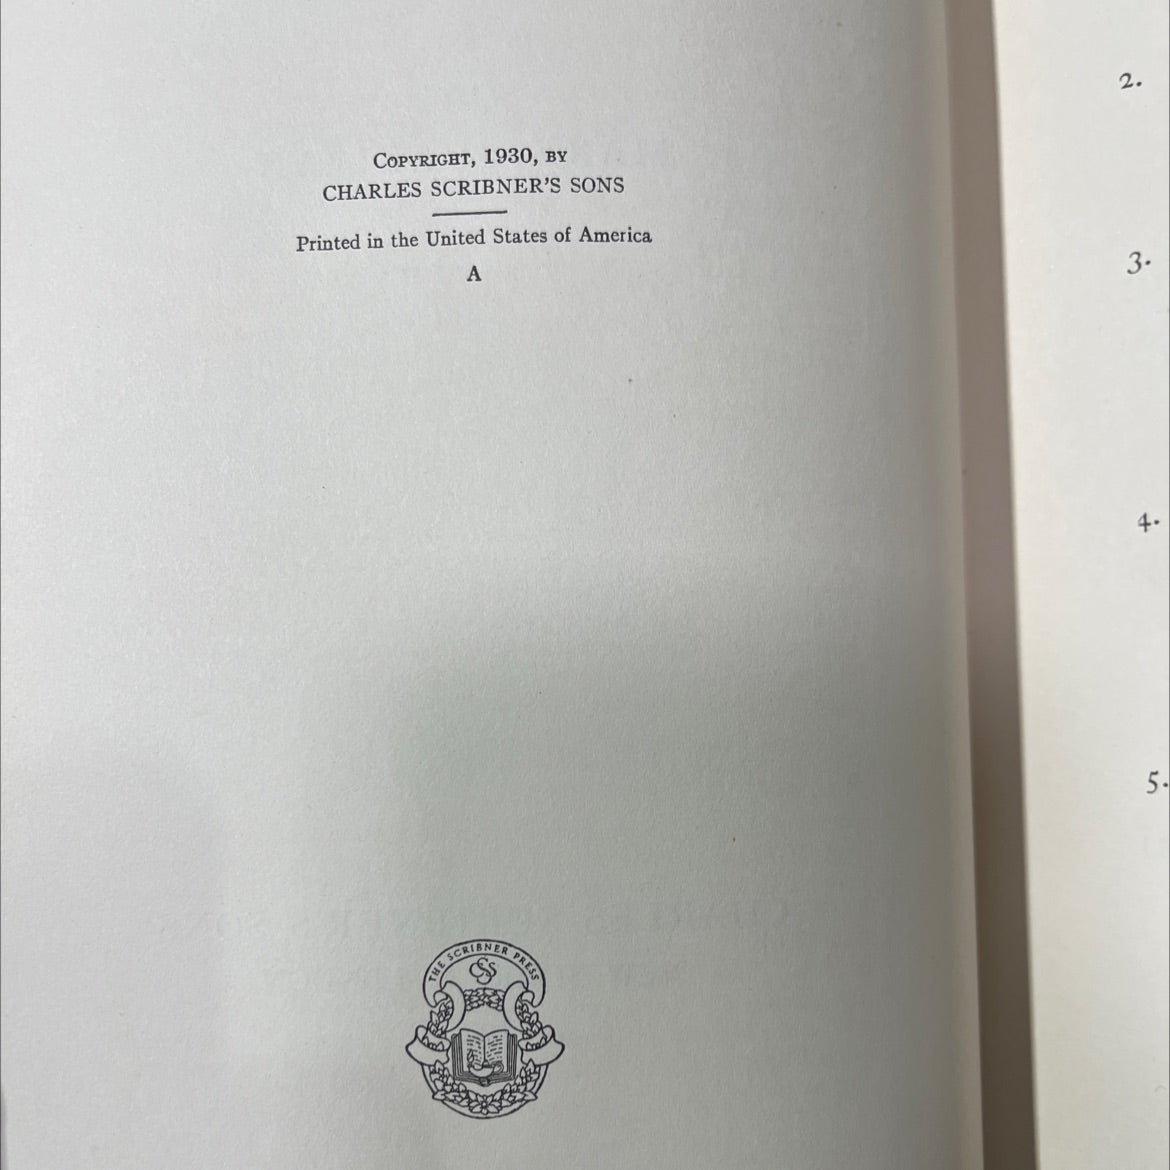 COPYRIGHT, 1930, BY
CHARLES SCRIBNER'S SONS
Printed in the United States of America
A
THE SCRIBNER PRESS
CSS
2.
3.
4.
5.